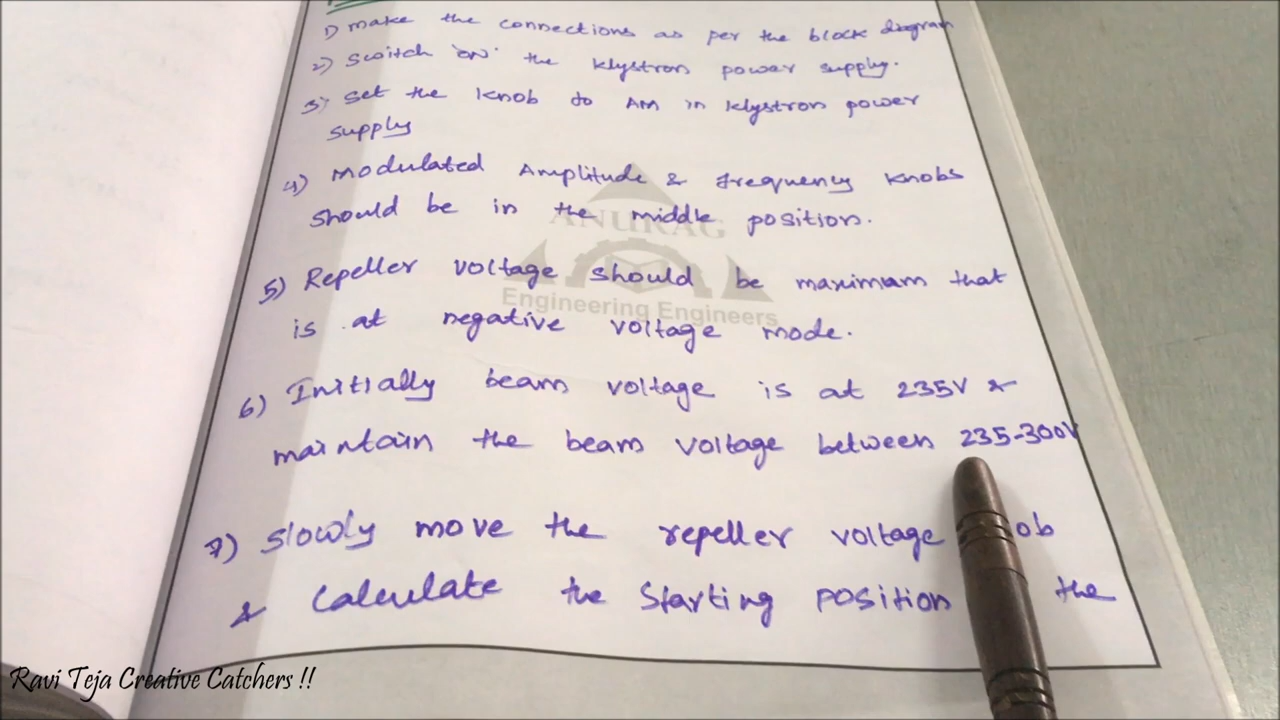 1) make the connections as per the block diagram
2) Switch 'ON' the Klystron power supply.
3) Set the Knob to AM in Klystron power
supply
4) Modulated Amplitude & frequency Knobs
should be in the middle position.
ANURAG
Engineering Engineers
5) Repeller voltage should be maximum that
is at negative voltage mode.
6) Initially beam voltage is at 235V &
maintain the beam voltage between 235-300V
7) Slowly move the repeller voltage
& Calculate the Starting position the
Ravi Teja Creative Catchers !!